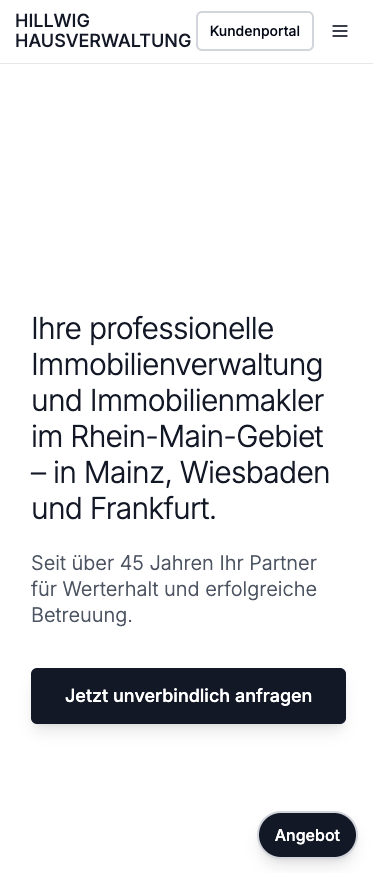 HILLWIG
HAUSVERWALTUNG
Kundenportal
Ihre professionelle
Immobilienverwaltung
und Immobilienmakler
im Rhein-Main-Gebiet
– in Mainz, Wiesbaden
und Frankfurt.
Seit über 45 Jahren Ihr Partner
für Werterhalt und erfolgreiche
Betreuung.
Jetzt unverbindlich anfragen
Angebot